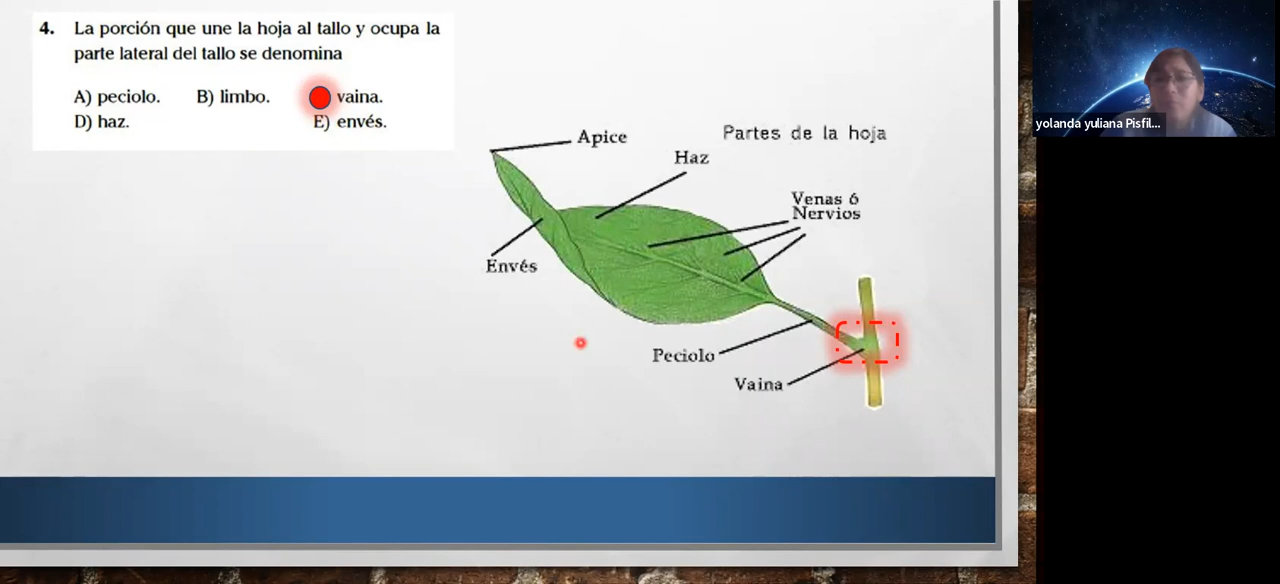 4. La porción que une la hoja al tallo y ocupa la
parte lateral del tallo se denomina
A) peciolo. B) limbo. vaina.
D) haz. E) envés.
Partes de la hoja
Apice
Haz
Venas ó
Nervios
Envés
Peciolo
Vaina
yolanda yuliana Pisfil...